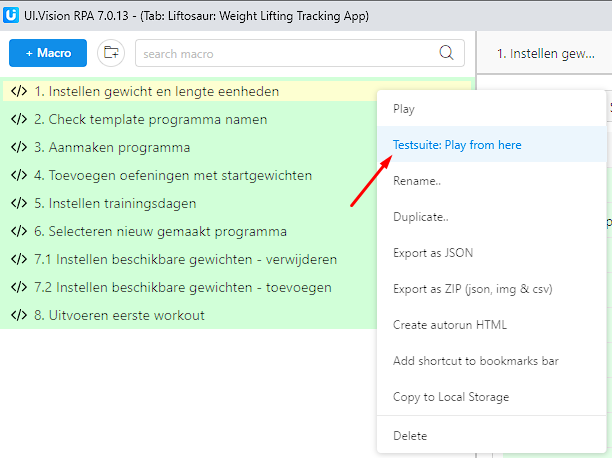 UI.Vision RPA 7.0.13 - (Tab: Liftosaur: Weight Lifting Tracking App)
+ Macro
search macro
1. Instellen gew...
</> 1. Instellen gewicht en lengte eenheden
</> 2. Check template programma namen
</> 3. Aanmaken programma
</> 4. Toevoegen oefeningen met startgewichten
</> 5. Instellen trainingsdagen
</> 6. Selecteren nieuw gemaakt programma
</> 7.1 Instellen beschikbare gewichten - verwijderen
</> 7.2 Instellen beschikbare gewichten - toevoegen
</> 8. Uitvoeren eerste workout
Play
Testsuite: Play from here
Rename..
Duplicate..
Export as JSON
Export as ZIP (json, img & csv)
Create autorun HTML
Add shortcut to bookmarks bar
Copy to Local Storage
Delete